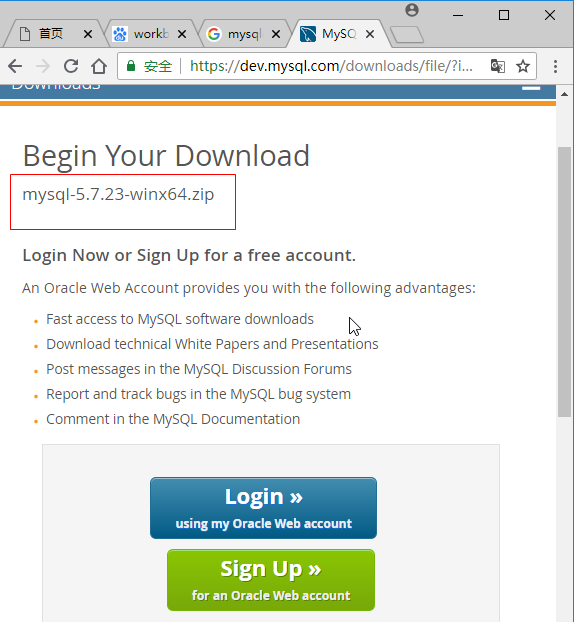 首页
workb
mysql
MySQ
安全
https://dev.mysql.com/downloads/file/?i...
Downloads
Begin Your Download
mysql-5.7.23-winx64.zip
Login Now or Sign Up for a free account.
An Oracle Web Account provides you with the following advantages:
Fast access to MySQL software downloads
Download technical White Papers and Presentations
Post messages in the MySQL Discussion Forums
Report and track bugs in the MySQL bug system
Comment in the MySQL Documentation
Login »
using my Oracle Web account
Sign Up »
for an Oracle Web account